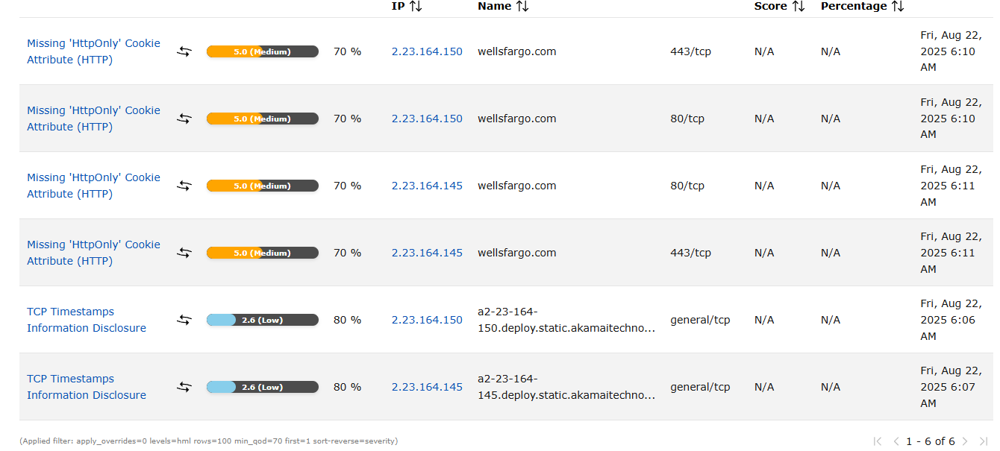 IP Name Score Percentage
Missing 'HttpOnly' Cookie Attribute (HTTP) 5.0 (Medium) 70 % 2.23.164.150 wellsfargo.com 443/tcp N/A N/A Fri, Aug 22, 2025 6:10 AM
Missing 'HttpOnly' Cookie Attribute (HTTP) 5.0 (Medium) 70 % 2.23.164.150 wellsfargo.com 80/tcp N/A N/A Fri, Aug 22, 2025 6:10 AM
Missing 'HttpOnly' Cookie Attribute (HTTP) 5.0 (Medium) 70 % 2.23.164.145 wellsfargo.com 80/tcp N/A N/A Fri, Aug 22, 2025 6:11 AM
Missing 'HttpOnly' Cookie Attribute (HTTP) 5.0 (Medium) 70 % 2.23.164.145 wellsfargo.com 443/tcp N/A N/A Fri, Aug 22, 2025 6:11 AM
TCP Timestamps Information Disclosure 2.6 (Low) 80 % 2.23.164.150 a2-23-164-150.deploy.static.akamaitechno... general/tcp N/A N/A Fri, Aug 22, 2025 6:06 AM
TCP Timestamps Information Disclosure 2.6 (Low) 80 % 2.23.164.145 a2-23-164-145.deploy.static.akamaitechno... general/tcp N/A N/A Fri, Aug 22, 2025 6:07 AM
(Applied filter: apply_overrides=0 levels=hml rows=100 min_qod=70 first=1 sort-reverse=severity) 1 - 6 of 6